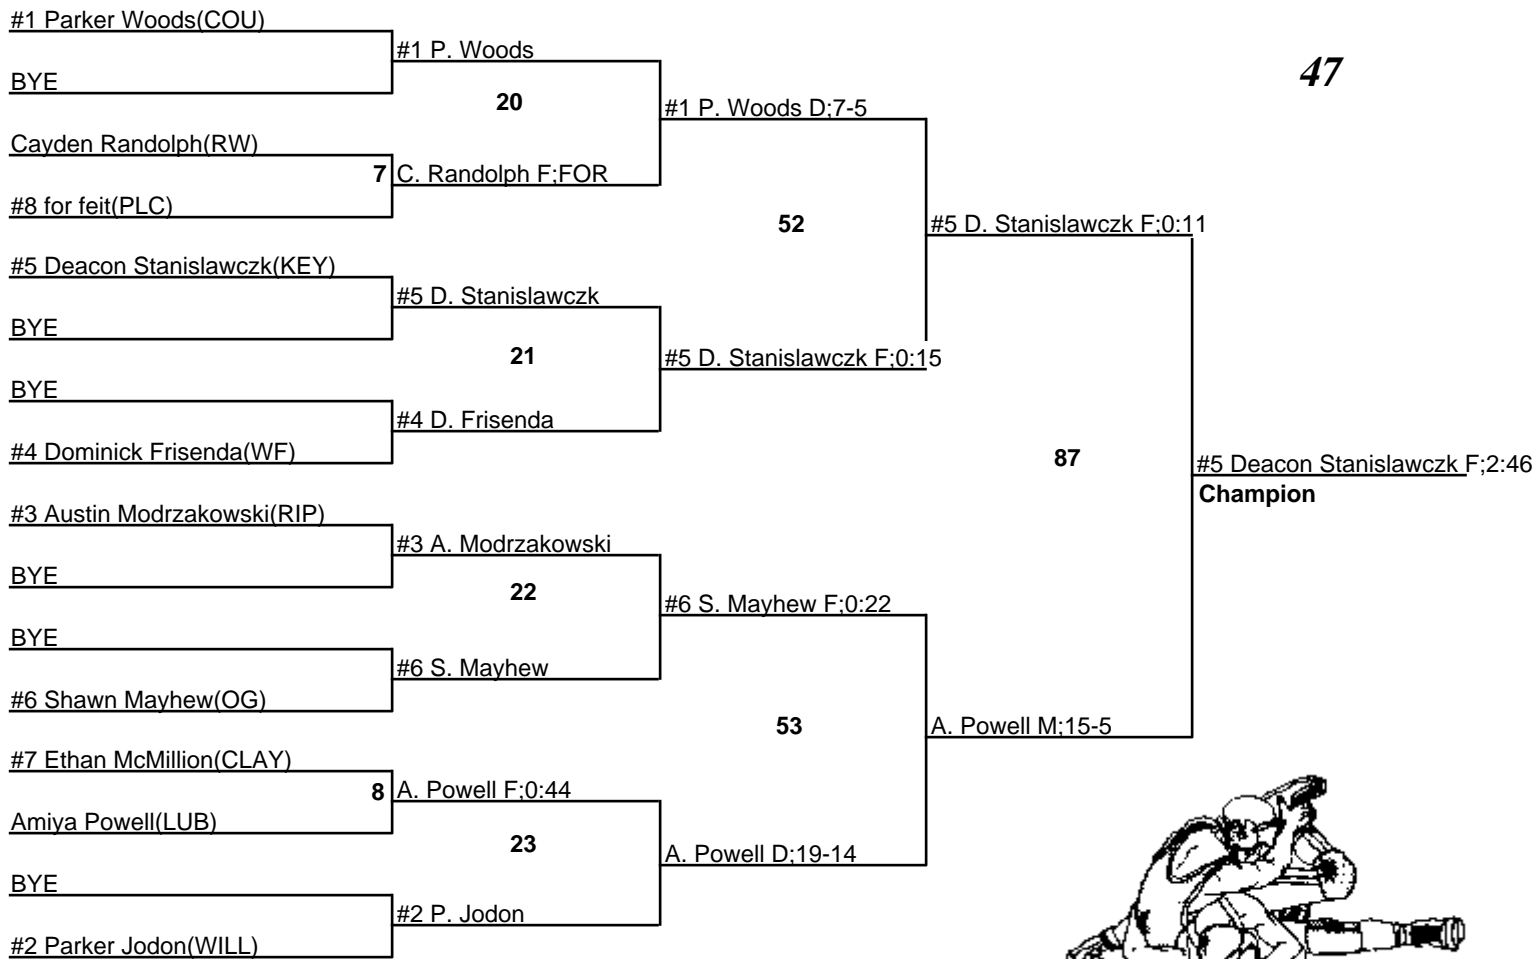 #1 Parker Woods(COU)
#1 P. Woods
47
BYE
20
#1 P. Woods D;7-5
Cayden Randolph(RW)
7 C. Randolph F;FOR
#8 for feit(PLC)
52
#5 D. Stanislawczk F;0:11
#5 Deacon Stanislawczk(KEY)
#5 D. Stanislawczk
BYE
21
#5 D. Stanislawczk F;0:15
BYE
#4 D. Frisenda
#4 Dominick Frisenda(WF)
87
#5 Deacon Stanislawczk F;2:46
Champion
#3 Austin Modrzakowski(RIP)
#3 A. Modrzakowski
BYE
22
#6 S. Mayhew F;0:22
BYE
#6 S. Mayhew
#6 Shawn Mayhew(OG)
53
A. Powell M;15-5
#7 Ethan McMillion(CLAY)
8 A. Powell F;0:44
Amiya Powell(LUB)
23
A. Powell D;19-14
BYE
#2 P. Jodon
#2 Parker Jodon(WILL)